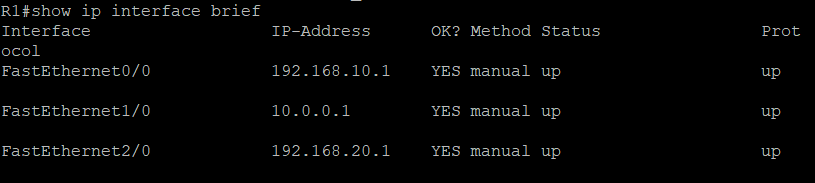 R1#show ip interface brief
Interface                  IP-Address      OK? Method Status                Prot
ocol
FastEthernet0/0            192.168.10.1    YES manual up                    up
FastEthernet1/0            10.0.0.1        YES manual up                    up
FastEthernet2/0            192.168.20.1    YES manual up                    up